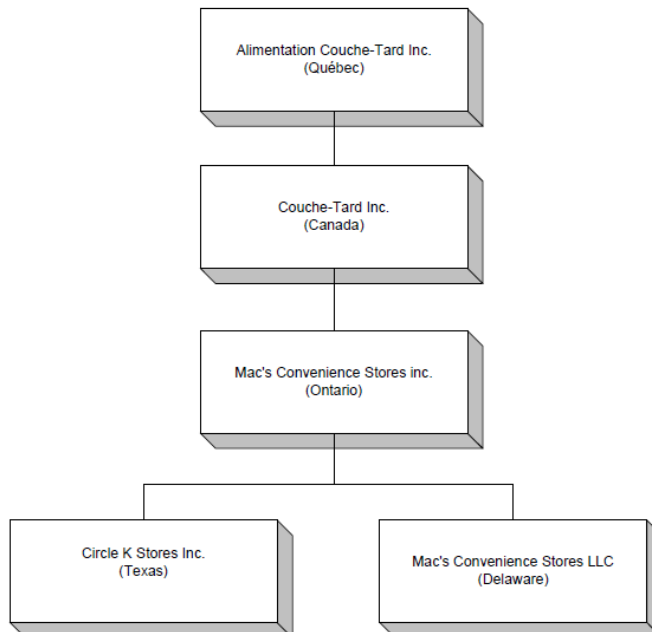 Alimentation Couche-Tard Inc.
(Québec)
Couche-Tard Inc.
(Canada)
Mac's Convenience Stores inc.
(Ontario)
Circle K Stores Inc.
(Texas)
Mac's Convenience Stores LLC
(Delaware)